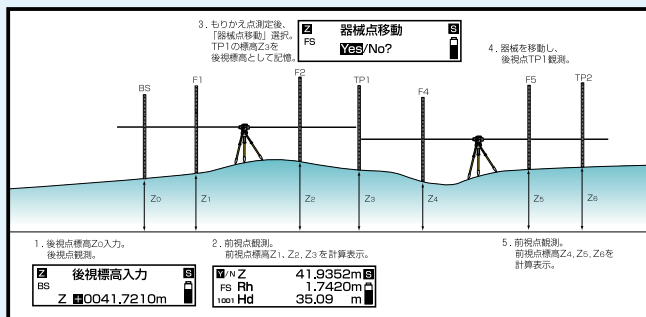 3．もりかえ点測定後、
「器械点移動」選択。
TP1の標高Z3を
後視標高として記憶。
Z 器械点移動 S
FS Yes/No?
4．器械を移動し、
後視点TP1観測。
BS F1 F2 TP1 F4 F5 TP2
Z0 Z1 Z2 Z3 Z4 Z5 Z6
1．後視点標高Z0入力。
後視点観測。
Z 後視標高入力 S
BS
Z +0041.7210m
2．前視点観測。
前視点標高Z1, Z2, Z3を計算表示。
Y/N Z 41.9352m S
FS Rh 1.7420m
1001 Hd 35.09 m
5．前視点観測。
前視点標高Z4, Z5, Z6を
計算表示。